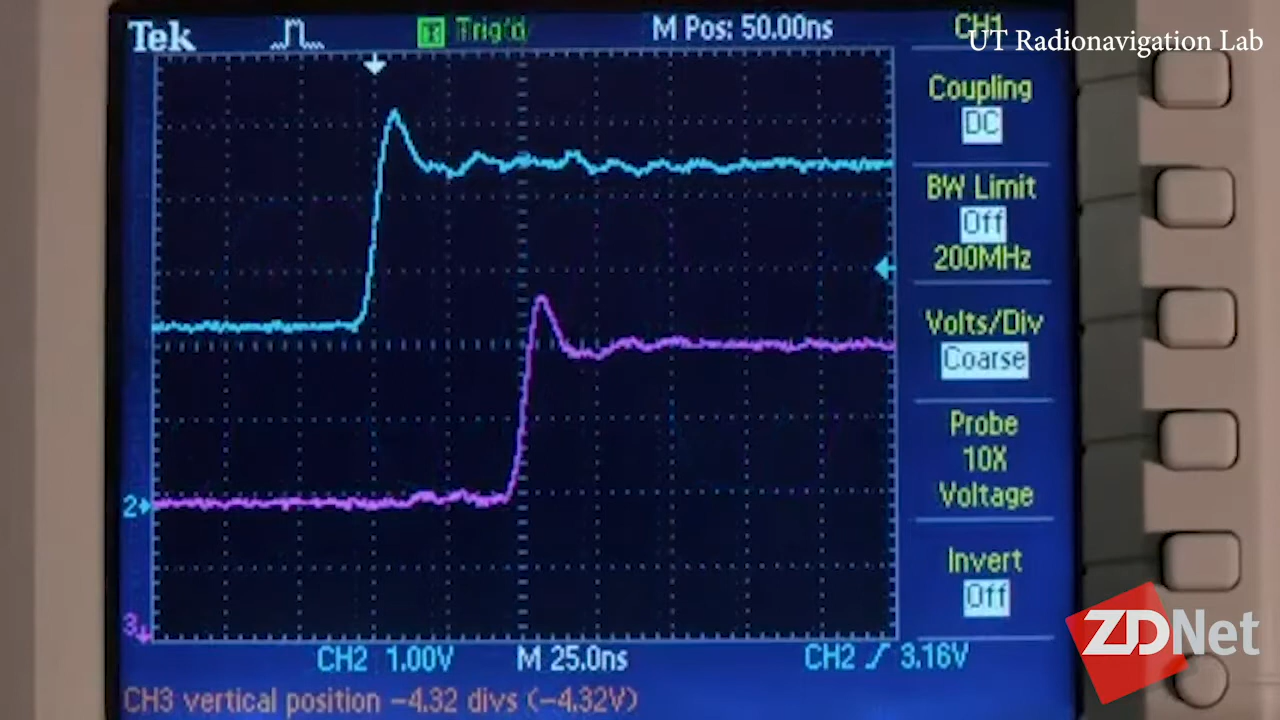 Tek
Trig'd
M Pos: 50.00ns
CH1
UT Radionavigation Lab
Coupling
DC
BW Limit
Off
200MHz
Volts/Div
Coarse
Probe
10X
Voltage
Invert
Off
2
3
CH2 1.00V
M 25.0ns
CH2
3.16V
CH3 vertical position -4.32 divs (-4.32V)
ZDNet